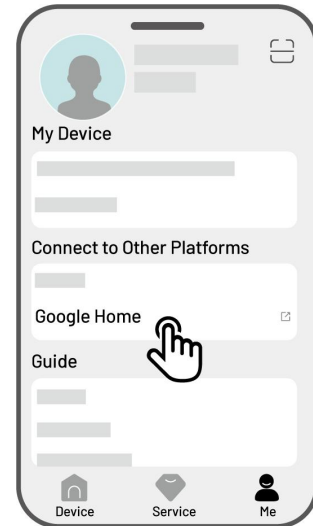 My Device
Connect to Other Platforms
Google Home
Guide
Device
Service
Me